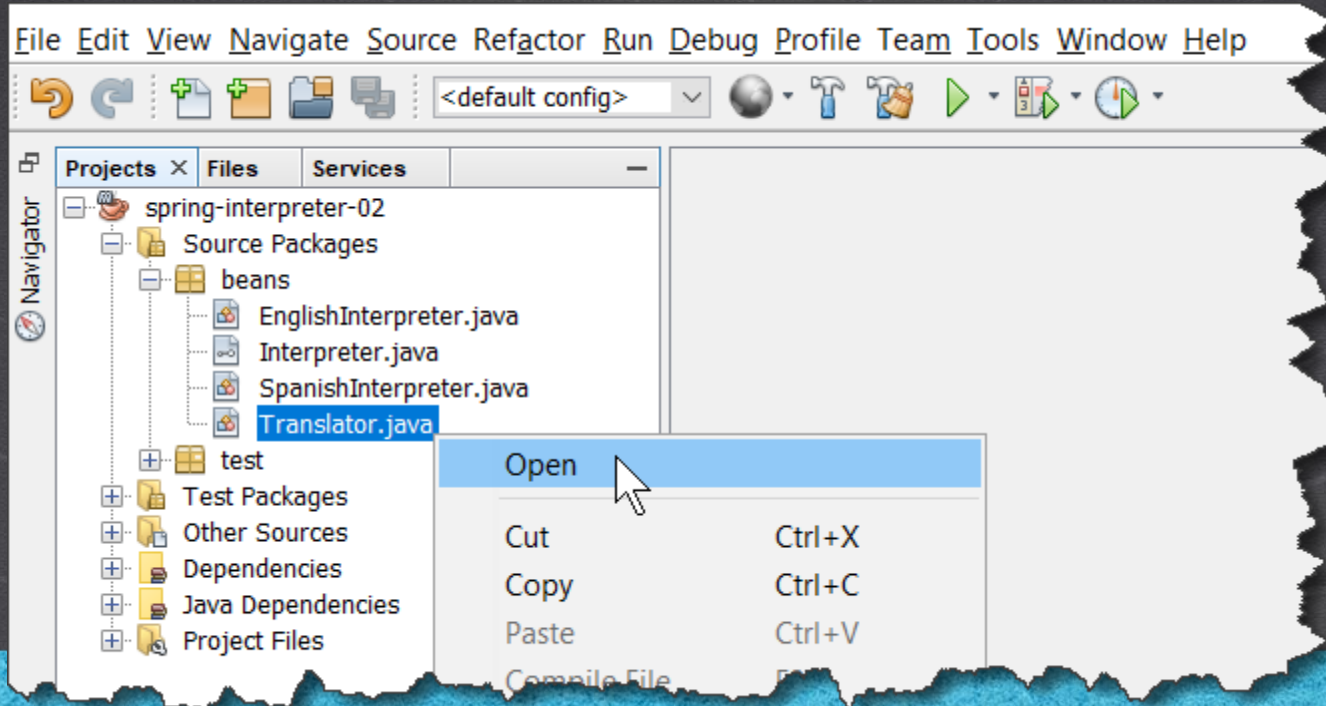 File Edit View Navigate Source Refactor Run Debug Profile Team Tools Window Help
<default config>
Projects Files Services
Navigator
spring-interpreter-02
Source Packages
beans
EnglishInterpreter.java
Interpreter.java
SpanishInterpreter.java
Translator.java
test
Test Packages
Other Sources
Dependencies
Java Dependencies
Project Files
Open
Cut Ctrl+X
Copy Ctrl+C
Paste Ctrl+V
Compile File